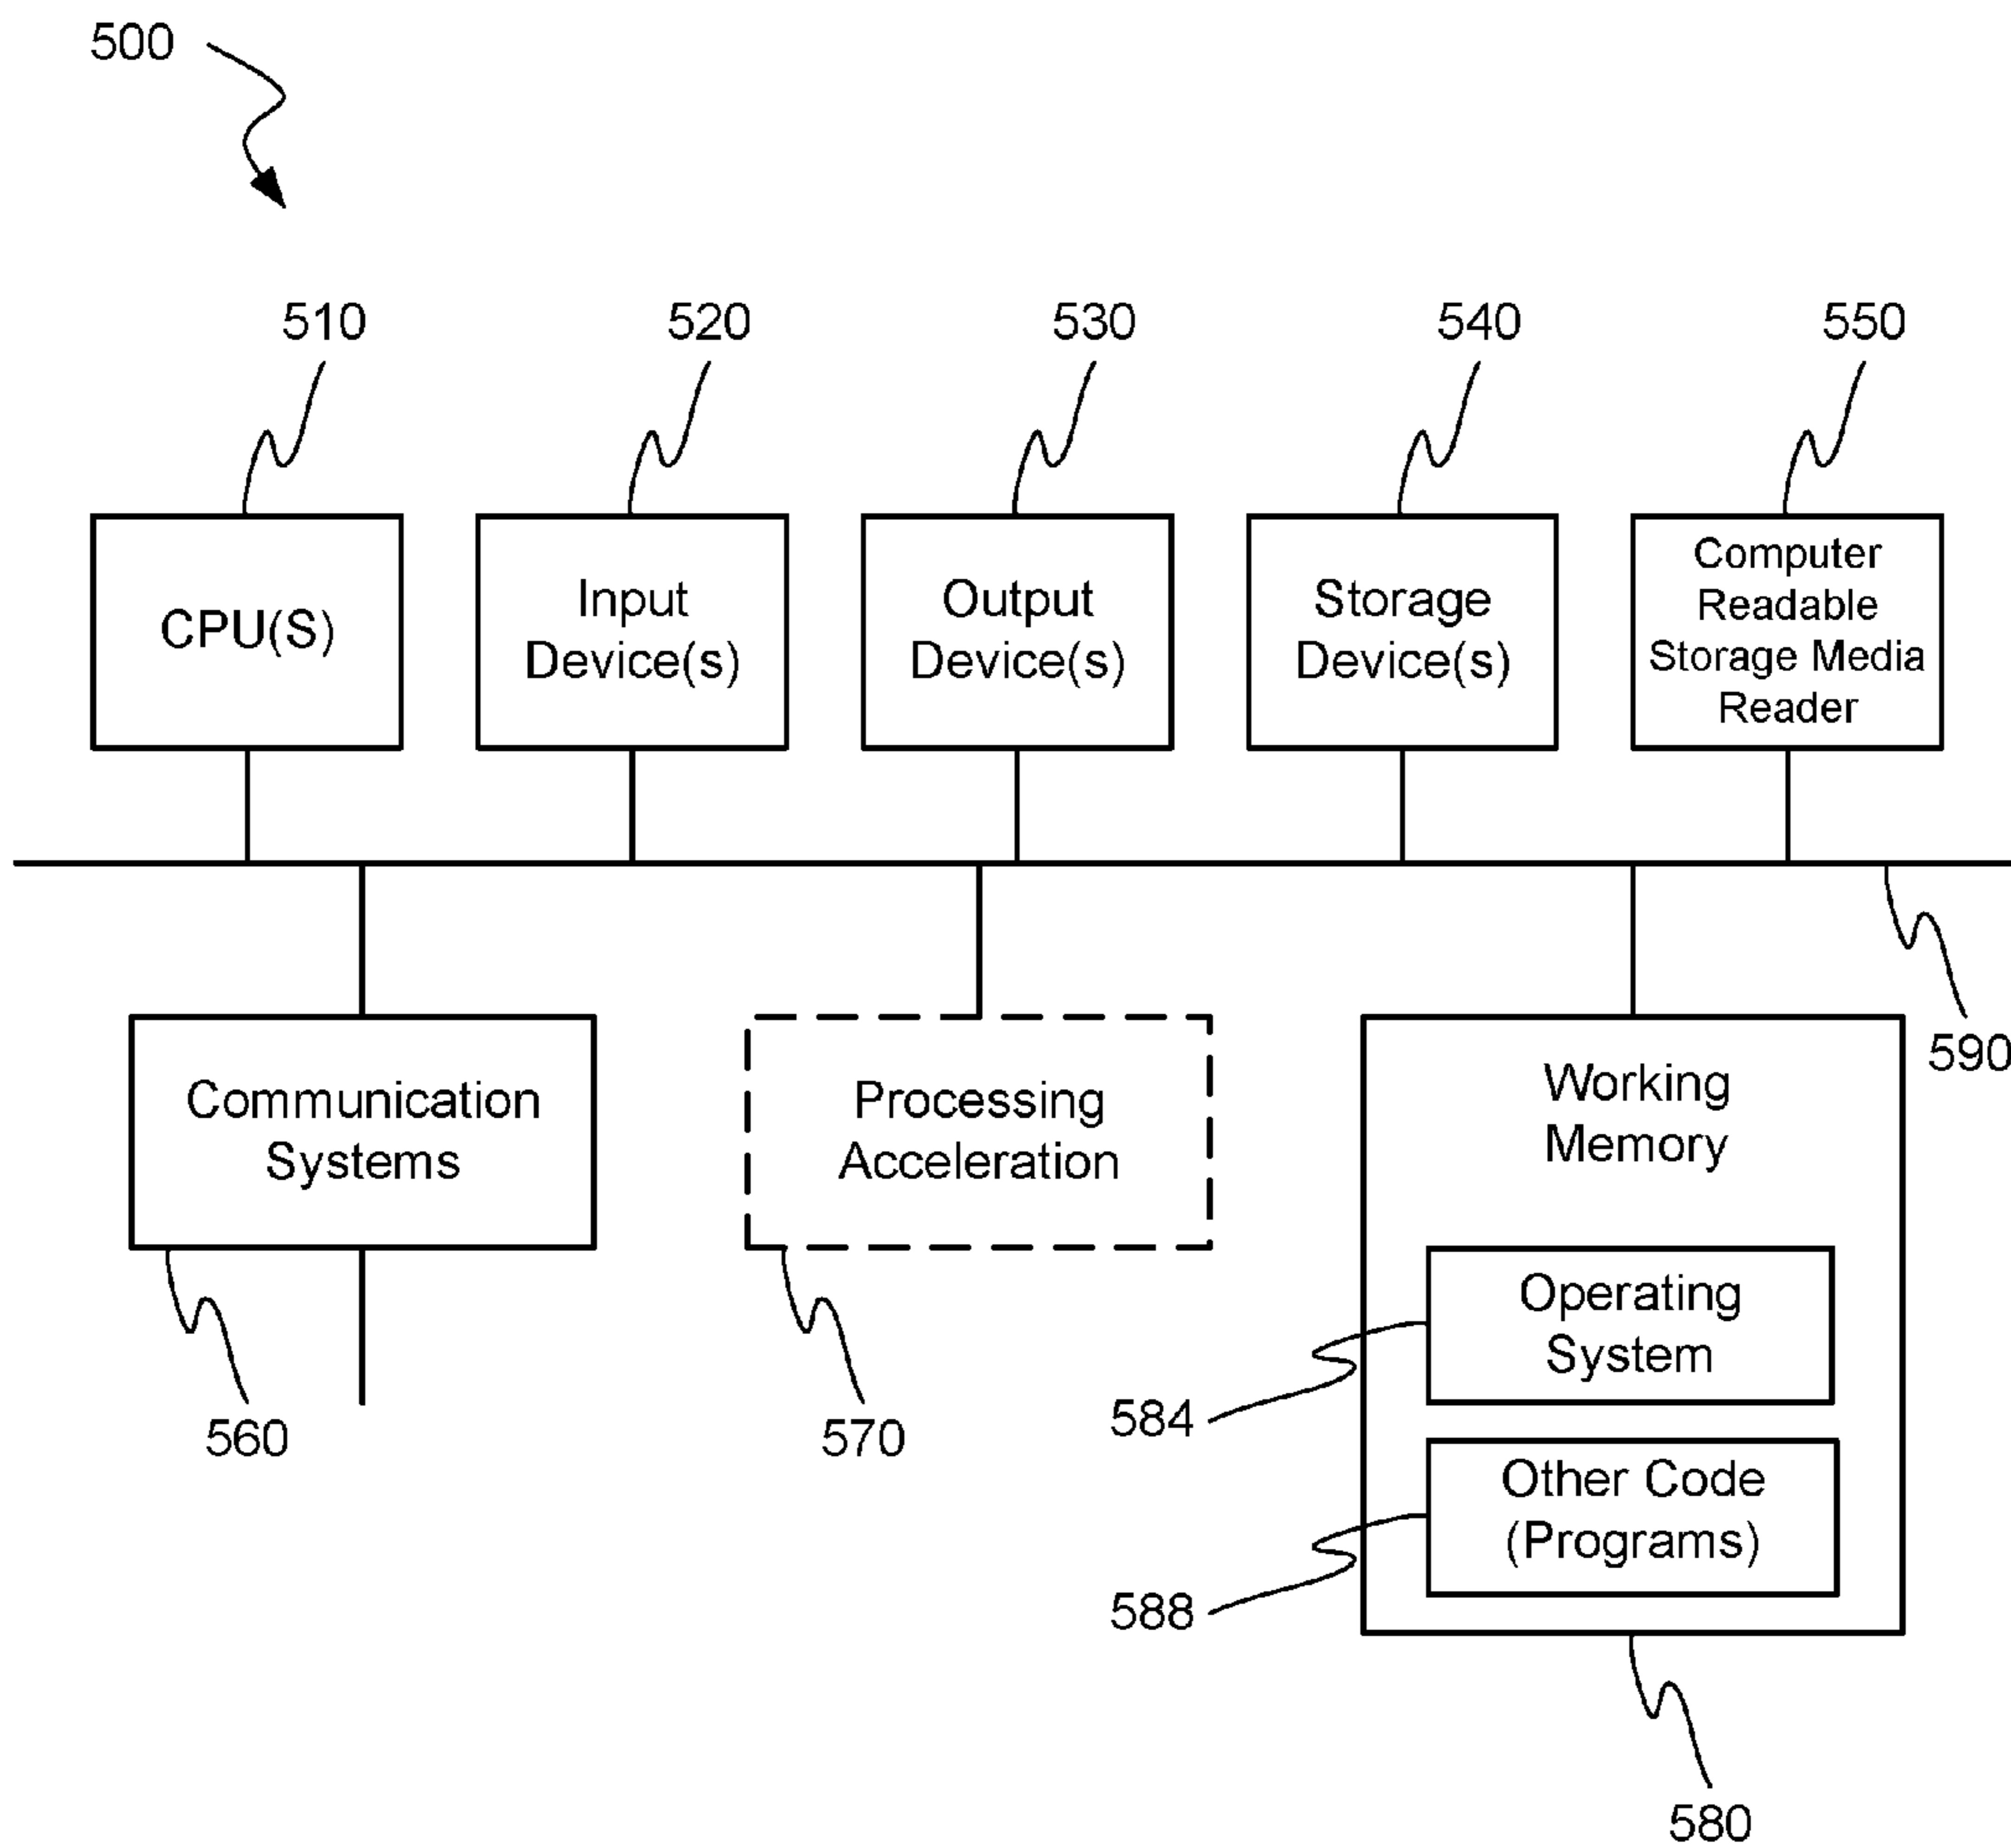 500
510
520
530
540
550
CPU(S)
Input
Device(s)
Output
Device(s)
Storage
Device(s)
Computer
Readable
Storage Media
Reader
590
Communication
Systems
Processing
Acceleration
Working
Memory
Operating
System
Other Code
(Programs)
560
570
584
588
580